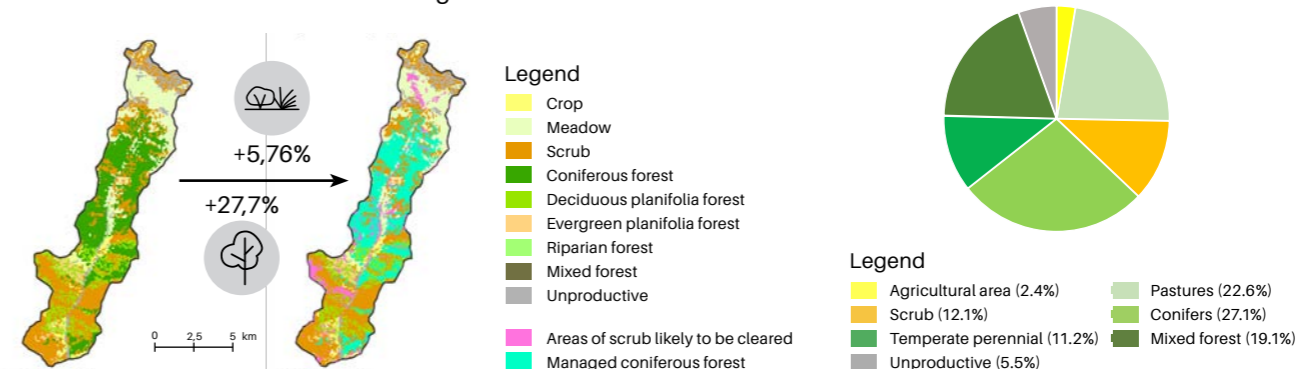 +5,76%
+27,7%
0 2,5 5 km
Legend
Crop
Meadow
Scrub
Coniferous forest
Deciduous planifolia forest
Evergreen planifolia forest
Riparian forest
Mixed forest
Unproductive
Areas of scrub likely to be cleared
Managed coniferous forest
Legend
Agricultural area (2.4%)
Scrub (12.1%)
Temperate perennial (11.2%)
Unproductive (5.5%)
Pastures (22.6%)
Conifers (27.1%)
Mixed forest (19.1%)